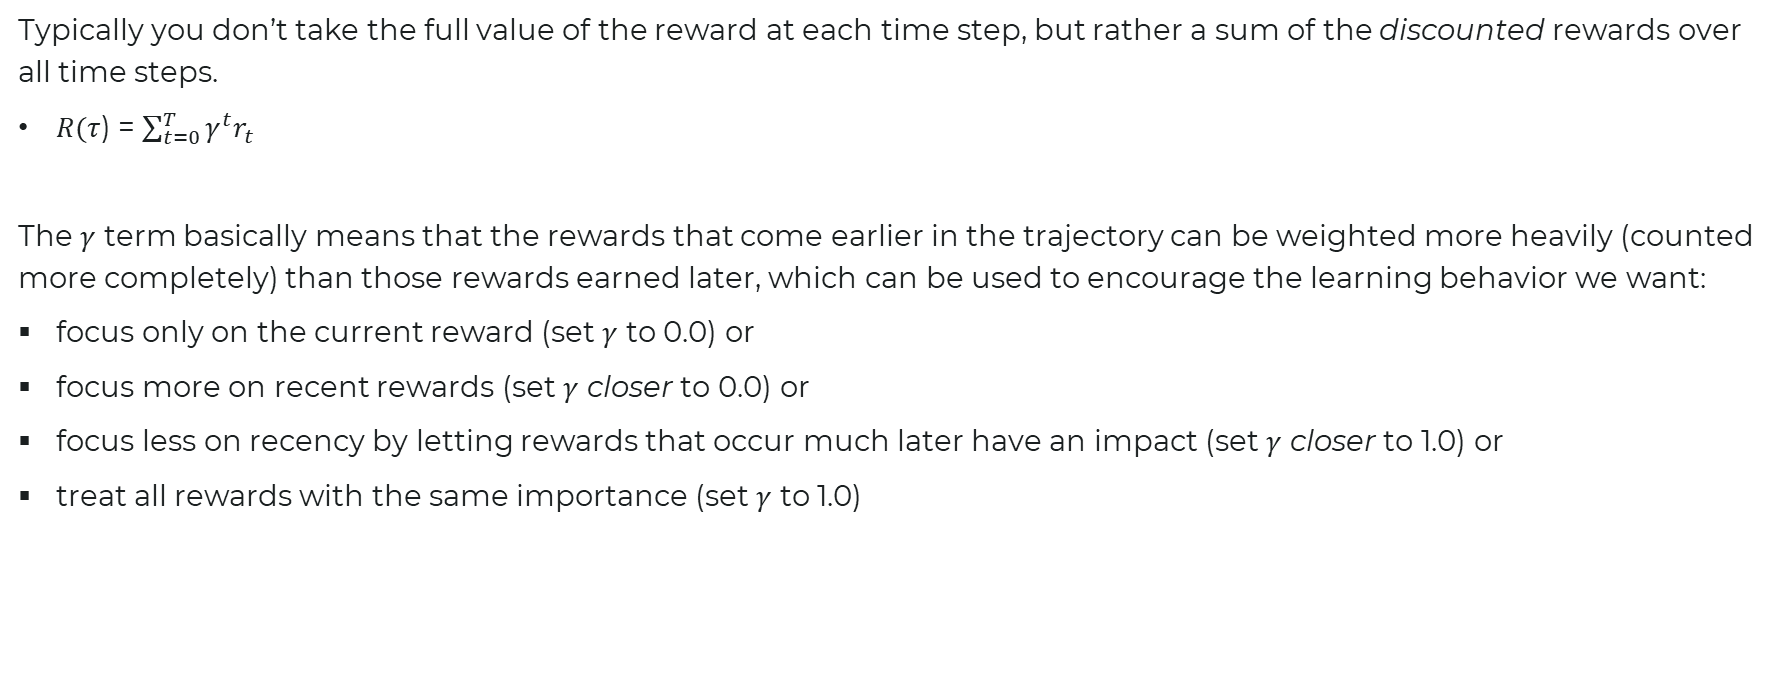 Typically you don’t take the full value of the reward at each time step, but rather a sum of the discounted rewards over
all time steps.
• R(τ) = ∑_{t=0}^{T} γ^t r_t
The γ term basically means that the rewards that come earlier in the trajectory can be weighted more heavily (counted
more completely) than those rewards earned later, which can be used to encourage the learning behavior we want:
▪ focus only on the current reward (set γ to 0.0) or
▪ focus more on recent rewards (set γ closer to 0.0) or
▪ focus less on recency by letting rewards that occur much later have an impact (set γ closer to 1.0) or
▪ treat all rewards with the same importance (set γ to 1.0)